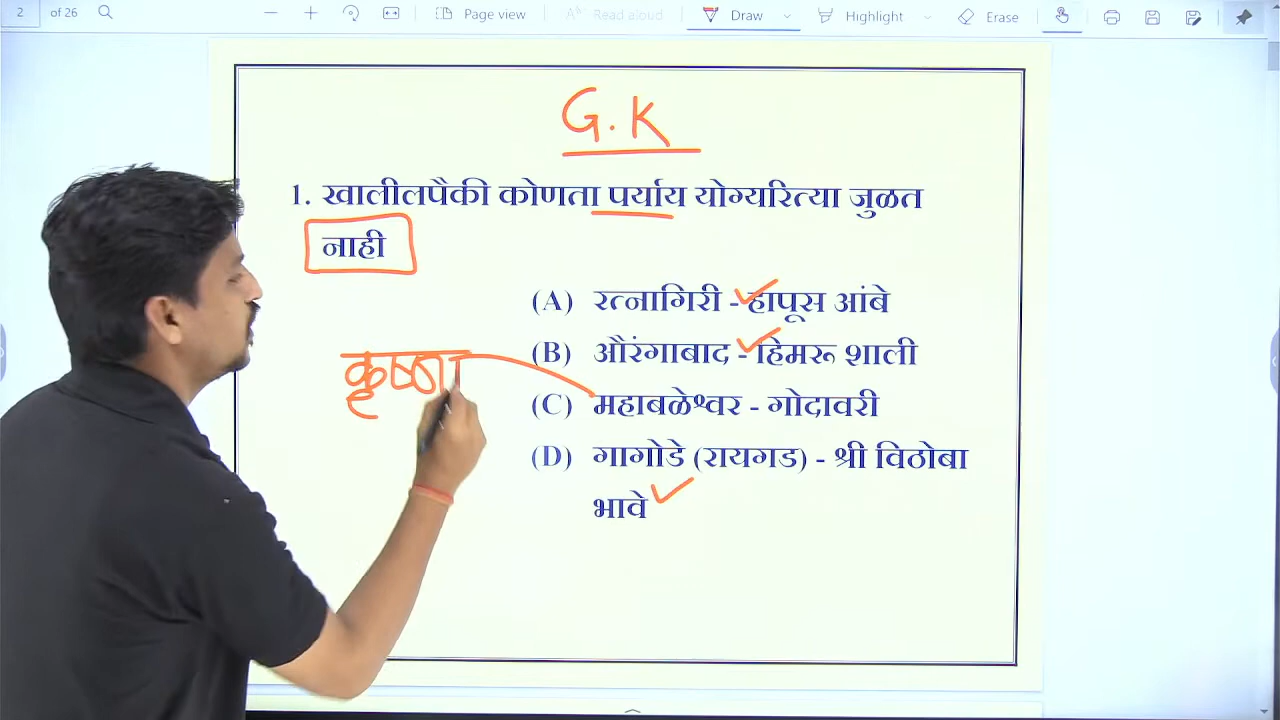 2 of 26 Page view Read aloud Draw Highlight Erase
G.K
1. खालीलपैकी कोणता पर्याय योग्यरित्या जुळत
नाही
(A) रत्नागिरी - हापूस आंबे
(B) औरंगाबाद - हिमरू शाली
कृष्णा
(C) महाबळेश्वर - गोदावरी
(D) गागोडे (रायगड) - श्री विठोबा
भावे